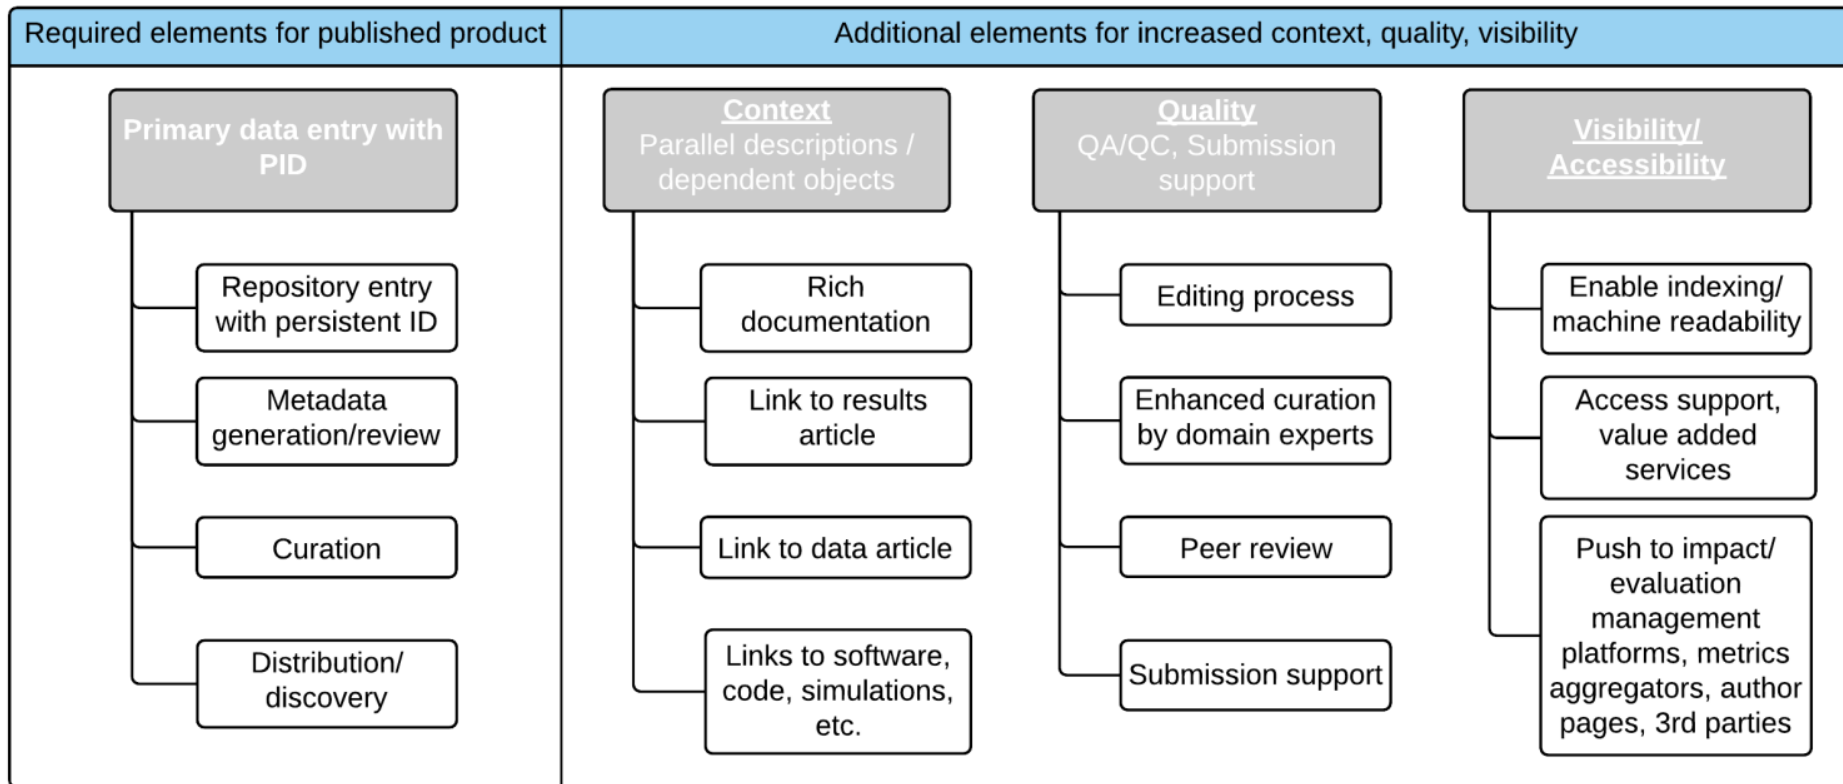 Required elements for published product
Additional elements for increased context, quality, visibility
Primary data entry with
PID
Repository entry
with persistent ID
Metadata
generation/review
Curation
Distribution/
discovery
Context
Parallel descriptions /
dependent objects
Rich
documentation
Link to results
article
Link to data article
Links to software,
code, simulations,
etc.
Quality
QA/QC, Submission
support
Editing process
Enhanced curation
by domain experts
Peer review
Submission support
Visibility/
Accessibility
Enable indexing/
machine readability
Access support,
value added
services
Push to impact/
evaluation
management
platforms, metrics
aggregators, author
pages, 3rd parties